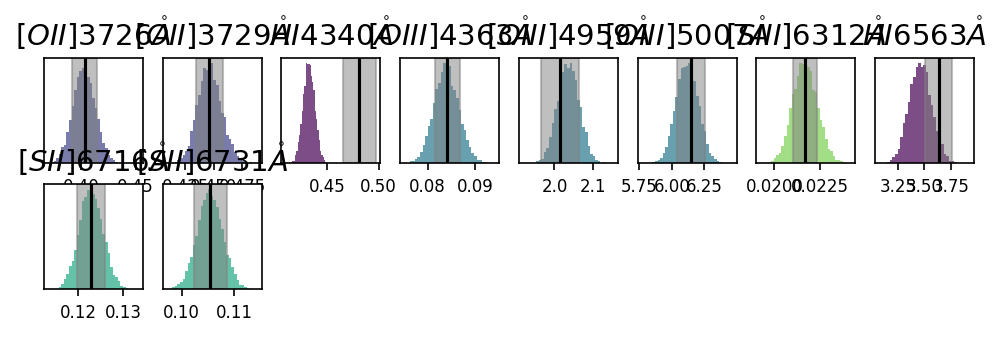 [OII]3726Å [OII]3729Å HI4340Å [OIII]4363Å [OIII]4959Å [OIII]5007Å [SIII]6312Å HI6563Å
0.40 0.45 0.45 0.50 0.08 0.09 2.0 2.1 5.75 6.00 6.25 0.0200 0.0225 3.25 3.50 3.75
[SII]6716Å [SII]6731Å
0.12 0.13 0.10 0.11